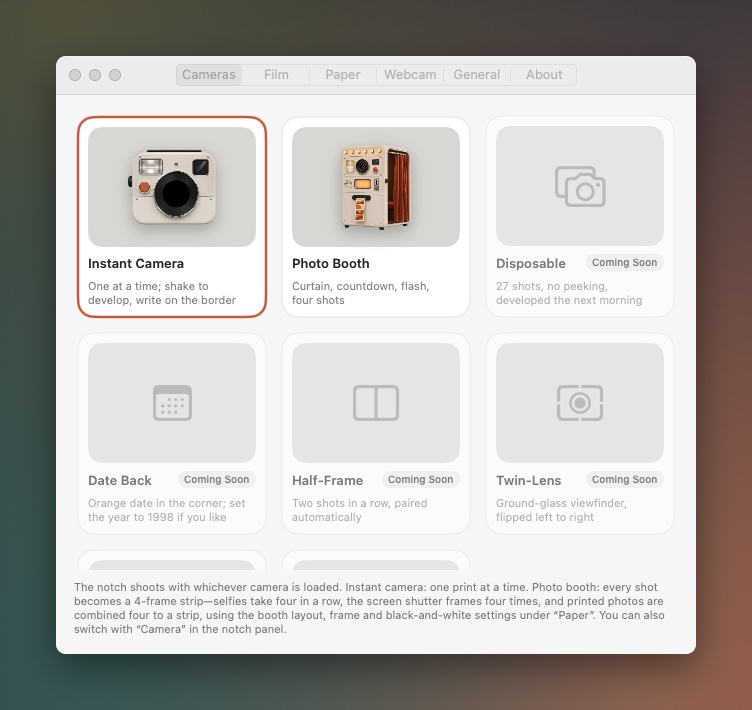 Cameras Film Paper Webcam General About
Instant Camera
One at a time; shake to
develop, write on the border
Photo Booth
Curtain, countdown, flash,
four shots
Disposable Coming Soon
27 shots, no peeking,
developed the next morning
Date Back Coming Soon
Orange date in the corner; set
the year to 1998 if you like
Half-Frame Coming Soon
Two shots in a row, paired
automatically
Twin-Lens Coming Soon
Ground-glass viewfinder,
flipped left to right
The notch shoots with whichever camera is loaded. Instant camera: one print at a time. Photo booth: every shot
becomes a 4-frame strip—selfies take four in a row, the screen shutter frames four times, and printed photos are
combined four to a strip, using the booth layout, frame and black-and-white settings under “Paper”. You can also
switch with “Camera” in the notch panel.